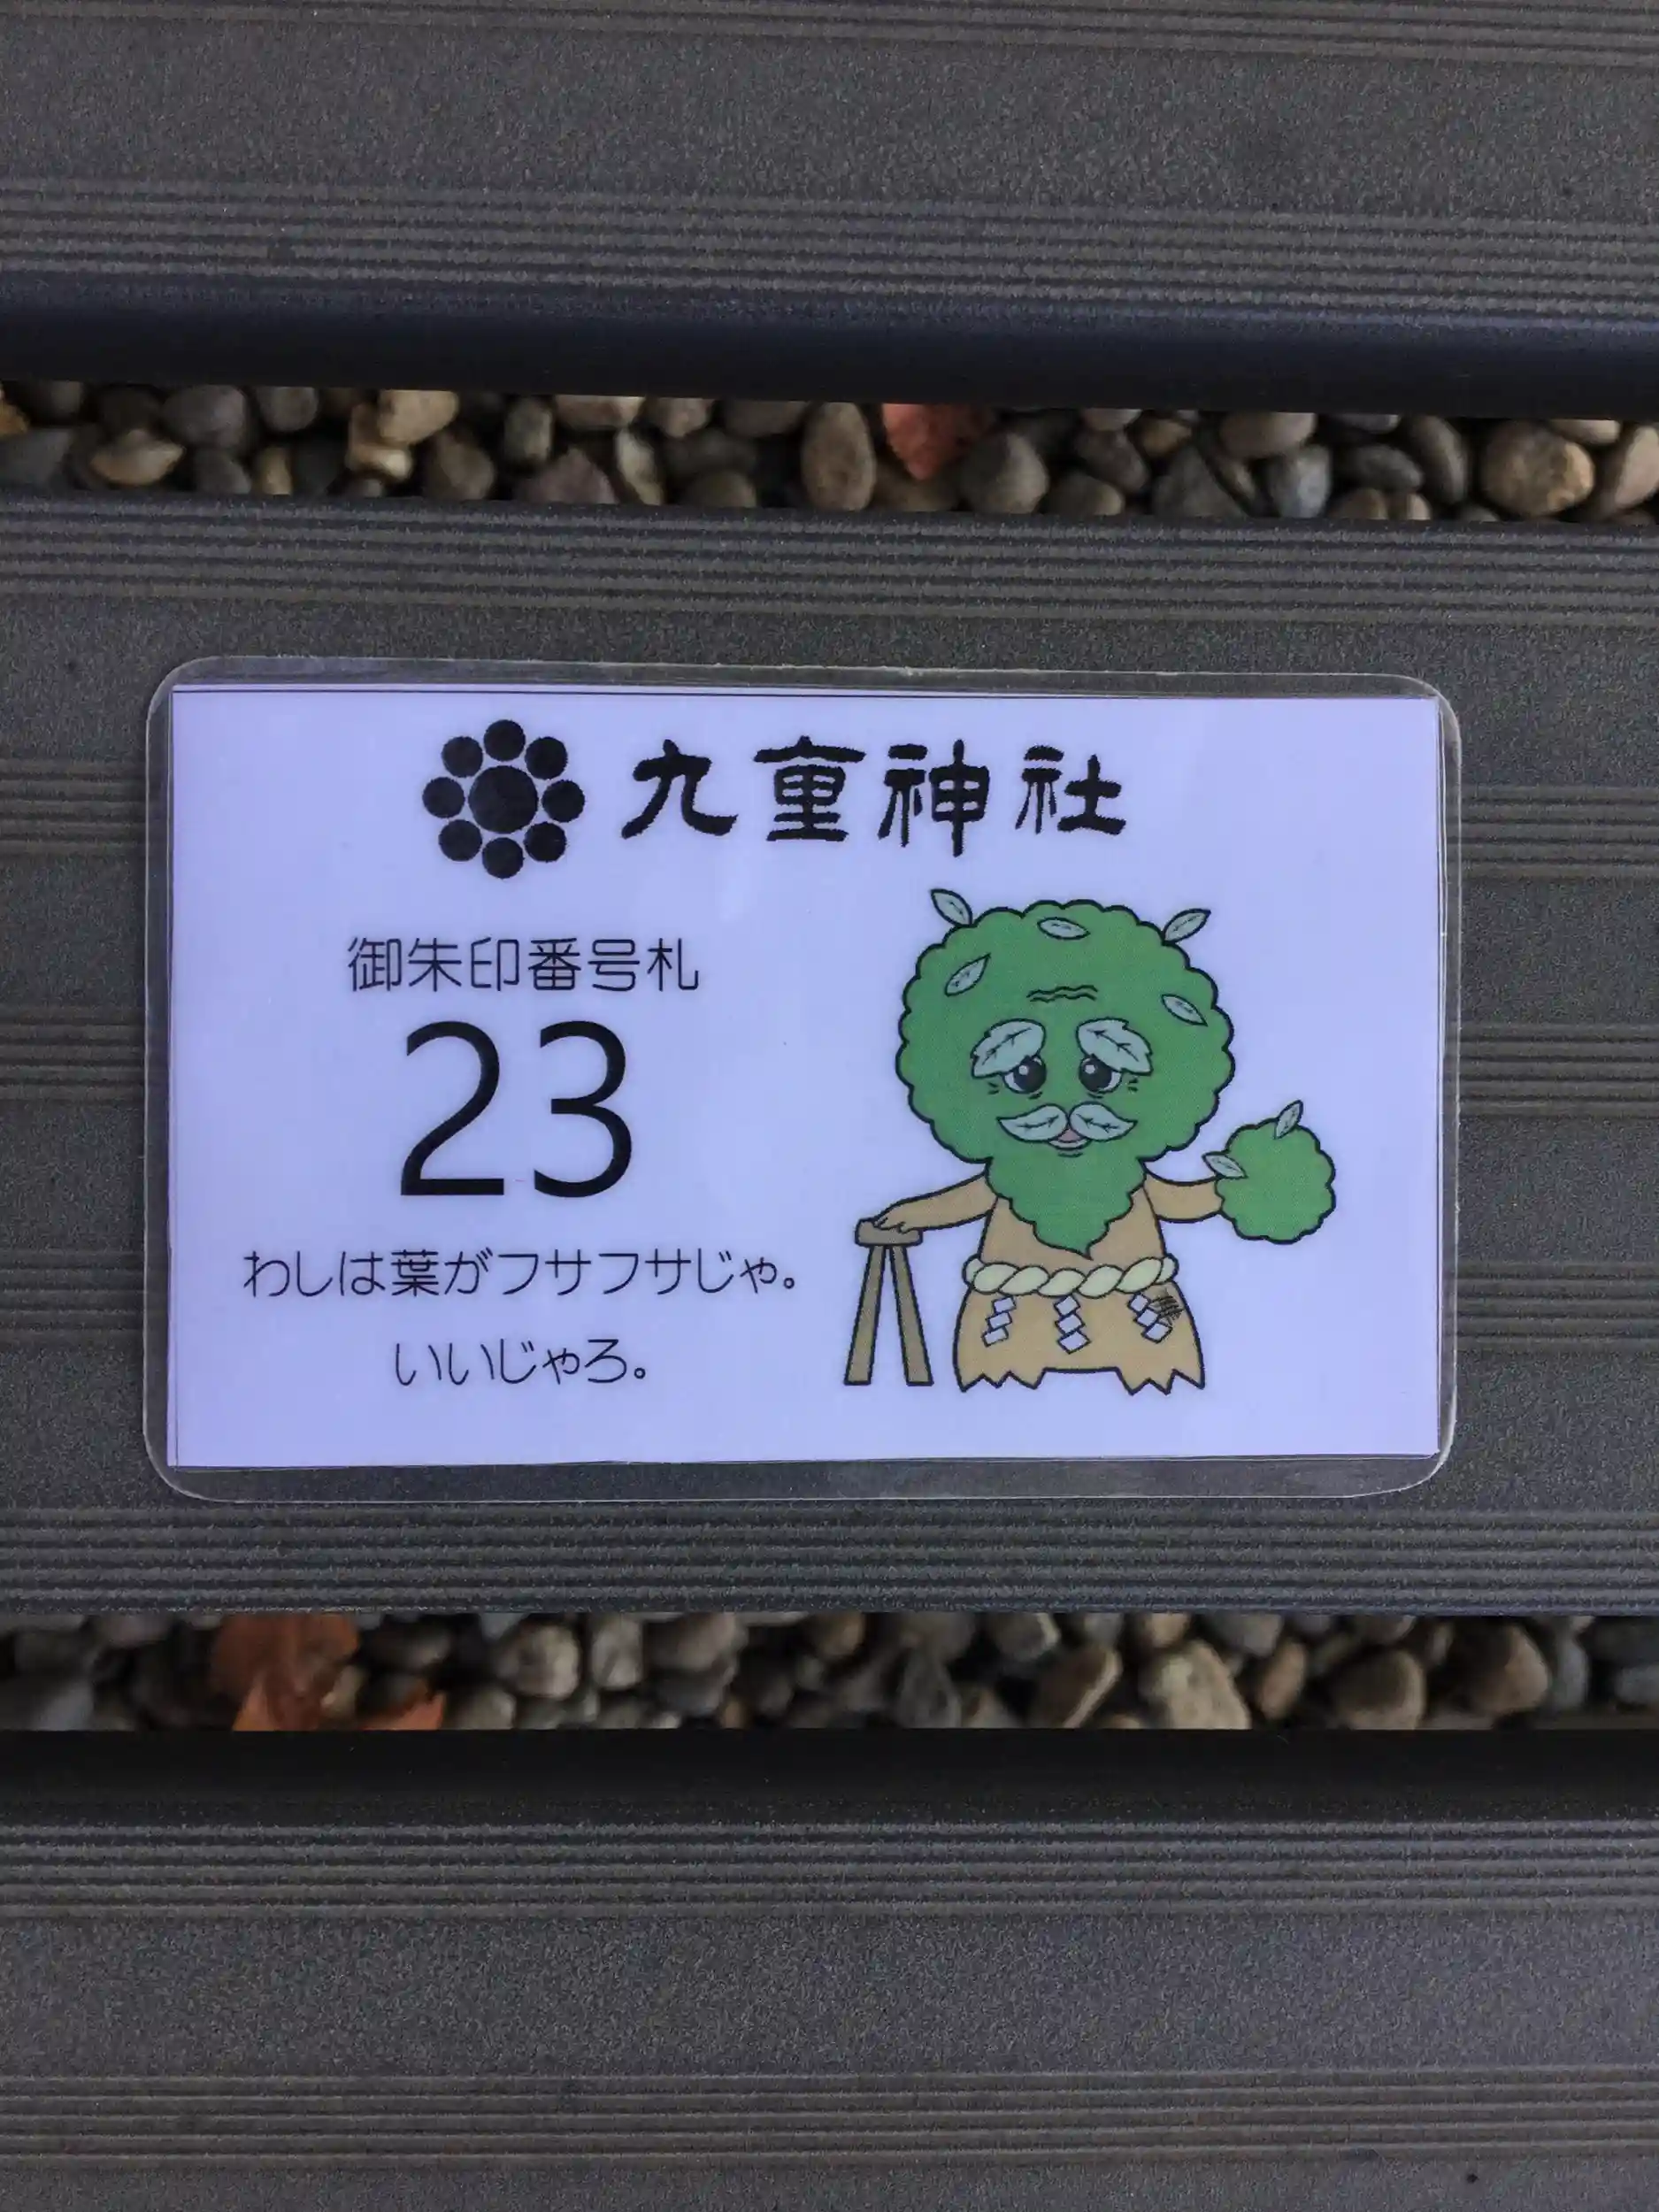 九重神社
御朱印番号札
23
わしは葉がフサフサじゃ。
いいじゃろ。